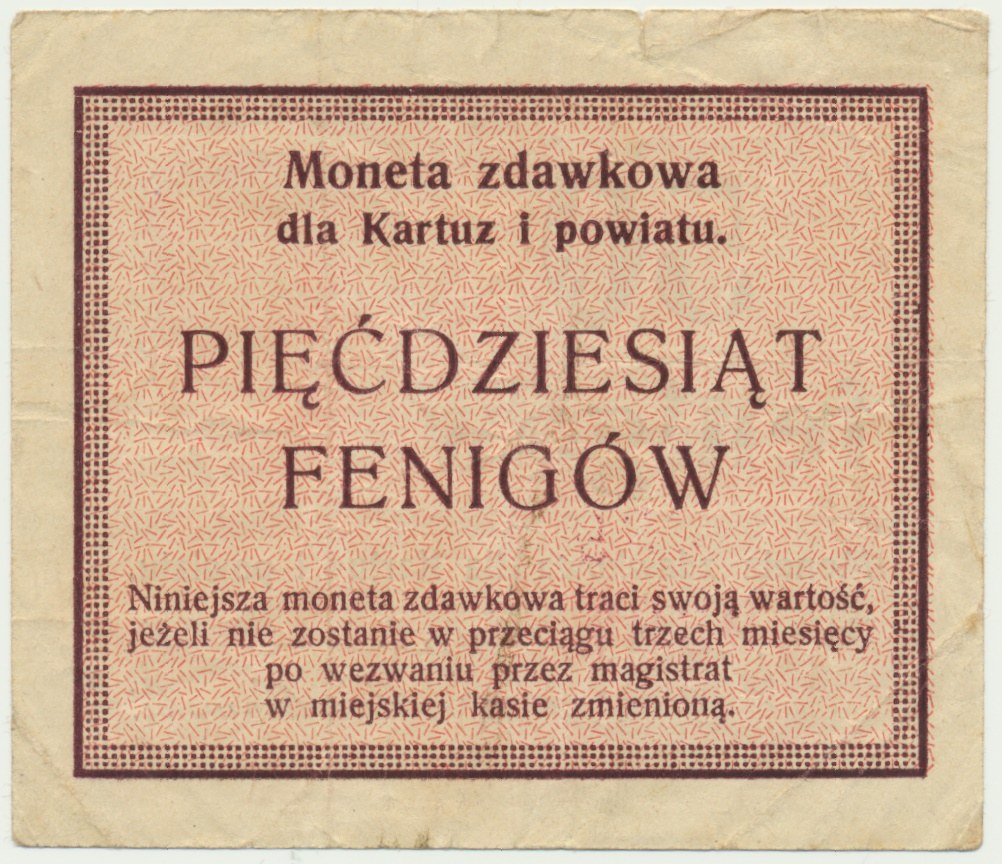 Moneta zdawkowa
dla Kartuz i powiatu.
PIĘĆDZIESIĄT
FENIGÓW
Niniejsza moneta zdawkowa traci swoją wartość,
jeżeli nie zostanie w przeciągu trzech miesięcy
po wezwaniu przez magistrat
w miejskiej kasie zmienioną.